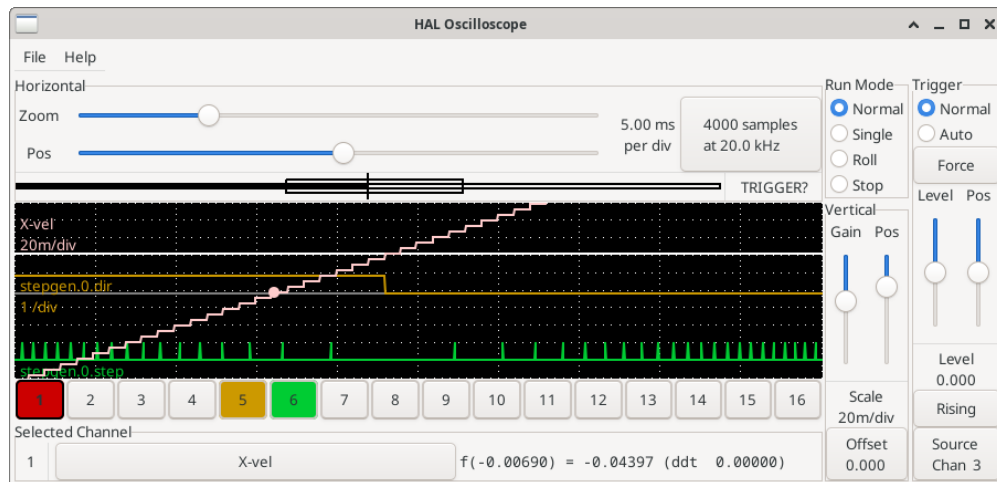 HAL Oscilloscope
File Help
Horizontal
Zoom
Pos
5.00 ms
per div
4000 samples
at 20.0 kHz
TRIGGER?
Run Mode
Normal
Single
Roll
Stop
Trigger
Normal
Auto
Force
Level Pos
Level
0.000
Rising
Source
Chan 3
Vertical
Gain Pos
Scale
20m/div
Offset
0.000
X-vel
20m/div
stepgen.0.dir
1 /div
stepgen.0.step
1 2 3 4 5 6 7 8 9 10 11 12 13 14 15 16
Selected Channel
1 X-vel f(-0.00690) = -0.04397 (ddt 0.00000)